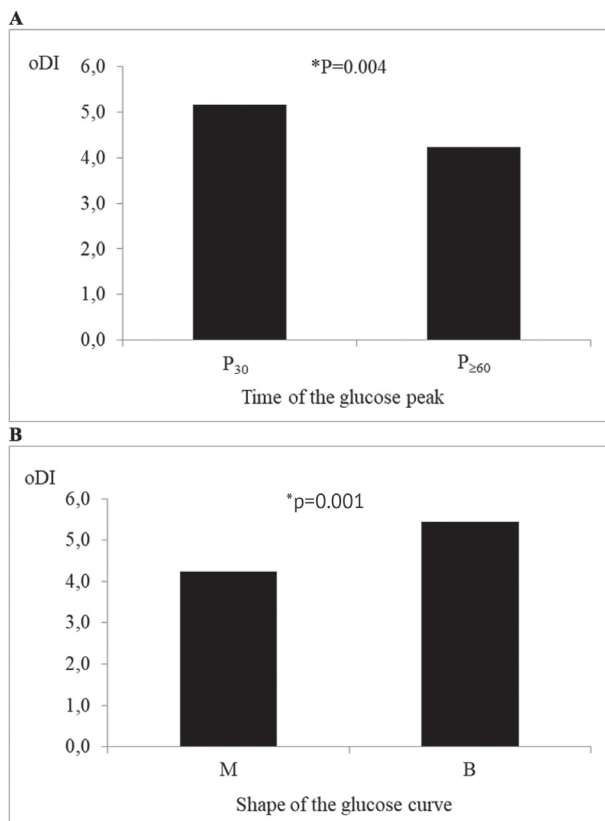 A
oDI
*P=0.004
6,0
5,0
4,0
3,0
2,0
1,0
0,0
P30
P≥60
Time of the glucose peak
B
oDI
*p=0.001
6,0
5,0
4,0
3,0
2,0
1,0
0,0
M
B
Shape of the glucose curve